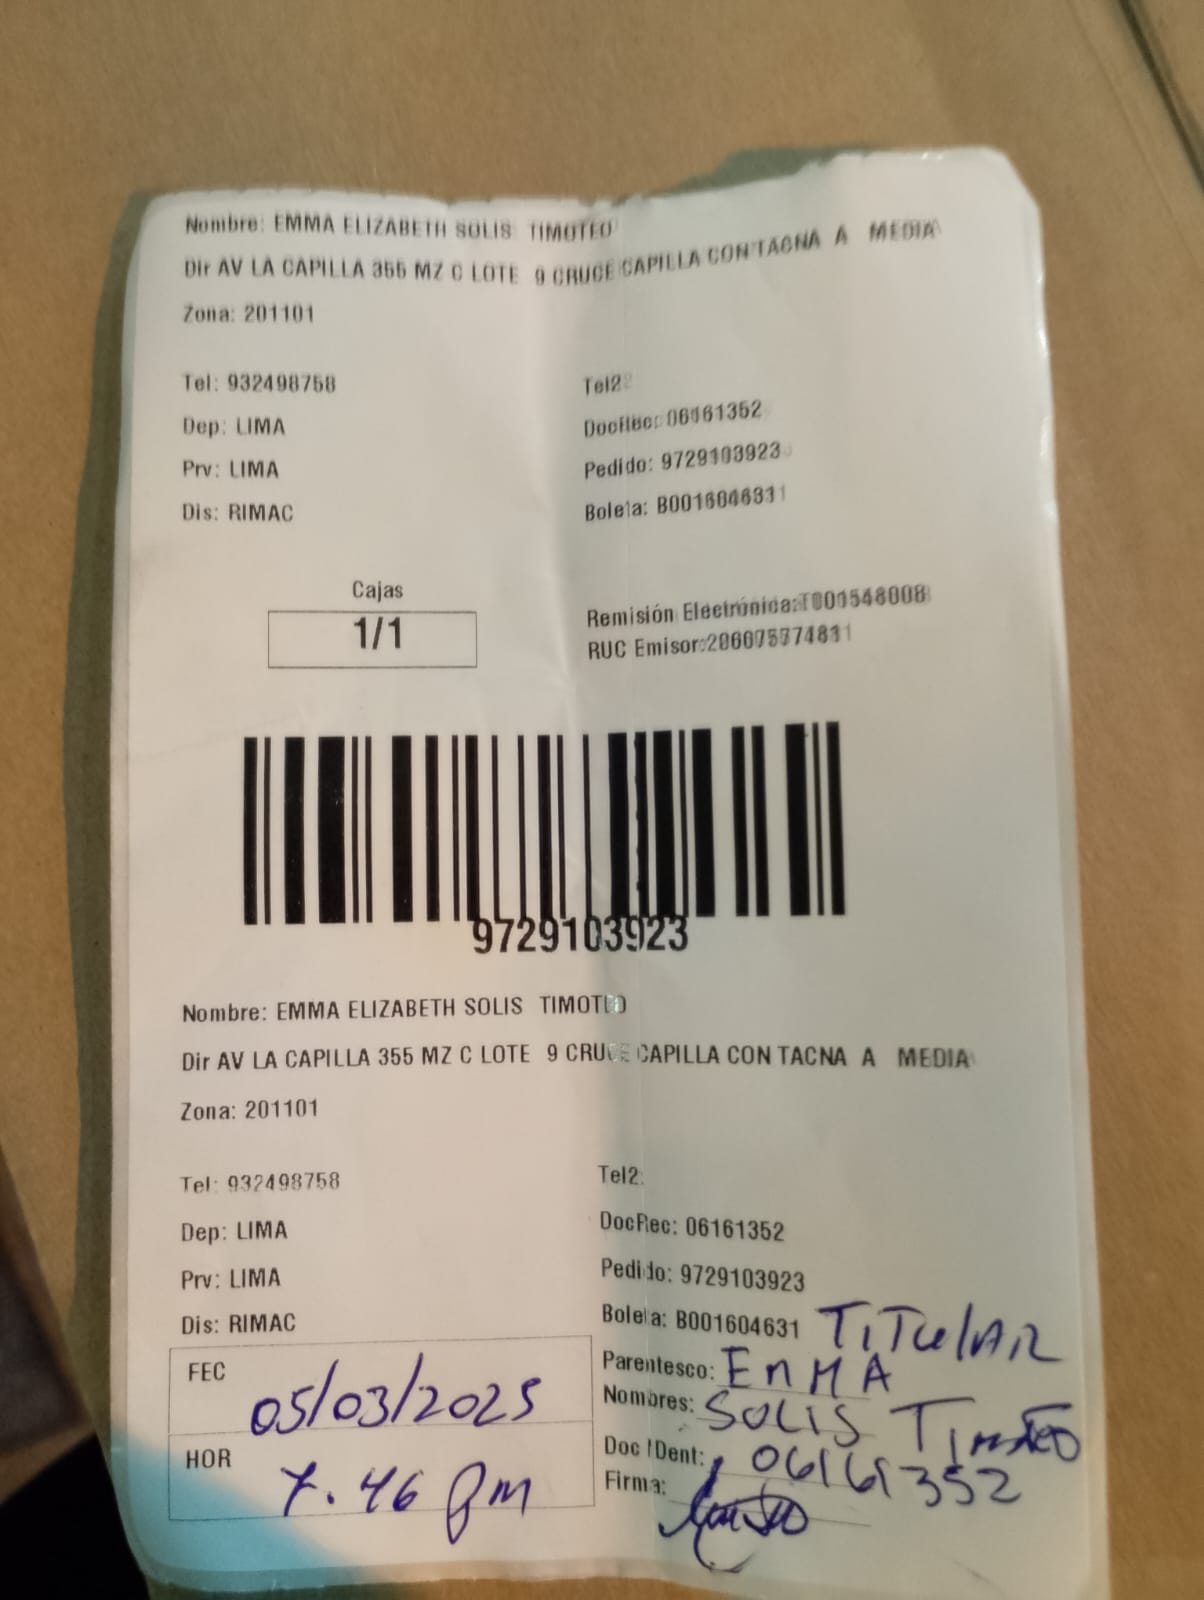 Nombre: EMMA ELIZABETH SOLIS TIMOTEO
Dir AV LA CAPILLA 355 MZ C LOTE 9 CRUCE CAPILLA CON TACNA A MEDIA
Zona: 201101
Tel: 932498758 Tel2:
Dep: LIMA DocRec: 06161352
Prv: LIMA Pedido: 9729103923
Dis: RIMAC Boleta: B001604631
Cajas
1/1
Remisión Electrónica:T001548008
RUC Emisor:
9729103923
Nombre: EMMA ELIZABETH SOLIS TIMOTEO
Dir AV LA CAPILLA 355 MZ C LOTE 9 CRUCE CAPILLA CON TACNA A MEDIA
Zona: 201101
Tel: 932498758 Tel2:
Dep: LIMA DocRec: 06161352
Prv: LIMA Pedido: 9729103923
Dis: RIMAC Boleta: B001604631
FEC 05/03/2025
HOR 7.46 pm
Parentesco: TITULAR
Nombres: EMMA
SOLIS TIMOTEO
Doc IDent: 06161352
Firma: